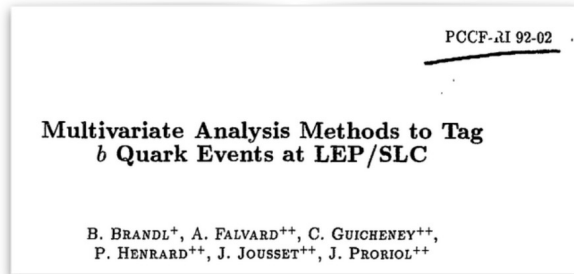 PCCF-RI 92-02
Multivariate Analysis Methods to Tag
b Quark Events at LEP/SLC
B. BRANDL+, A. FALVARD++, C. GUICHENEY++,
P. HENRARD++, J. JOUSSET++, J. PRORIOL++